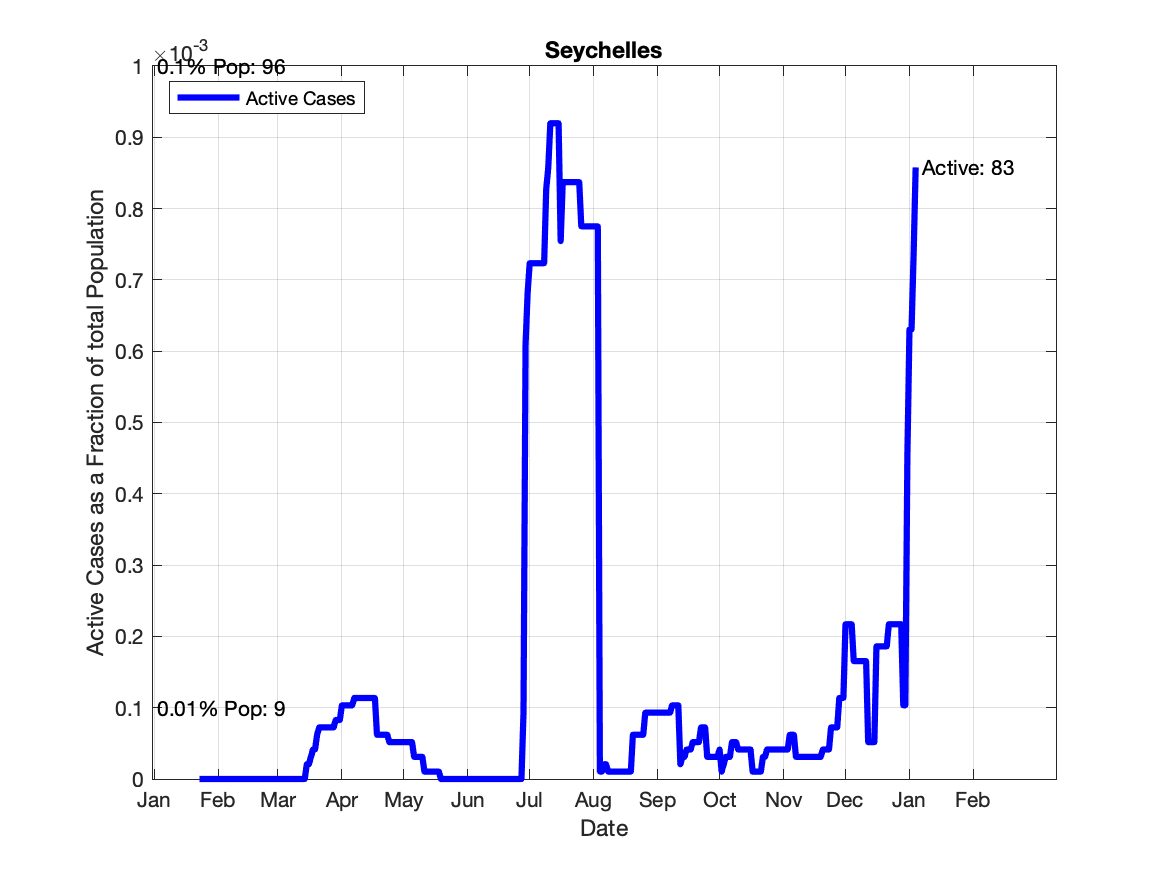 Seychelles
×10-3
0.1% Pop: 96
Active Cases
Active: 83
0.01% Pop: 9
Active Cases as a Fraction of total Population
1
0.9
0.8
0.7
0.6
0.5
0.4
0.3
0.2
0.1
0
Jan Feb Mar Apr May Jun Jul Aug Sep Oct Nov Dec Jan Feb
Date